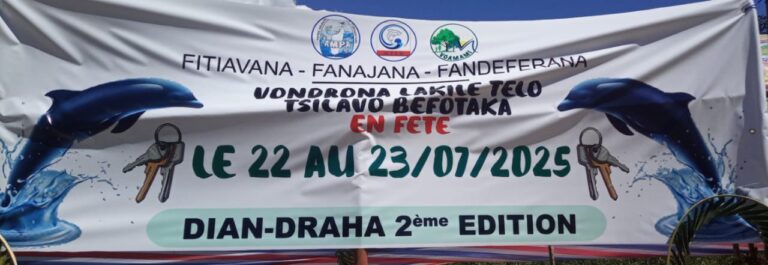 FITIAVANA - FANAJANA - FANDEFERANA
VONDRONA LAKILE TELO
TSILAVO BEFOTAKA
EN FETE
LE 22 AU 23/07/2025
DIAN-DRAHA 2ème EDITION